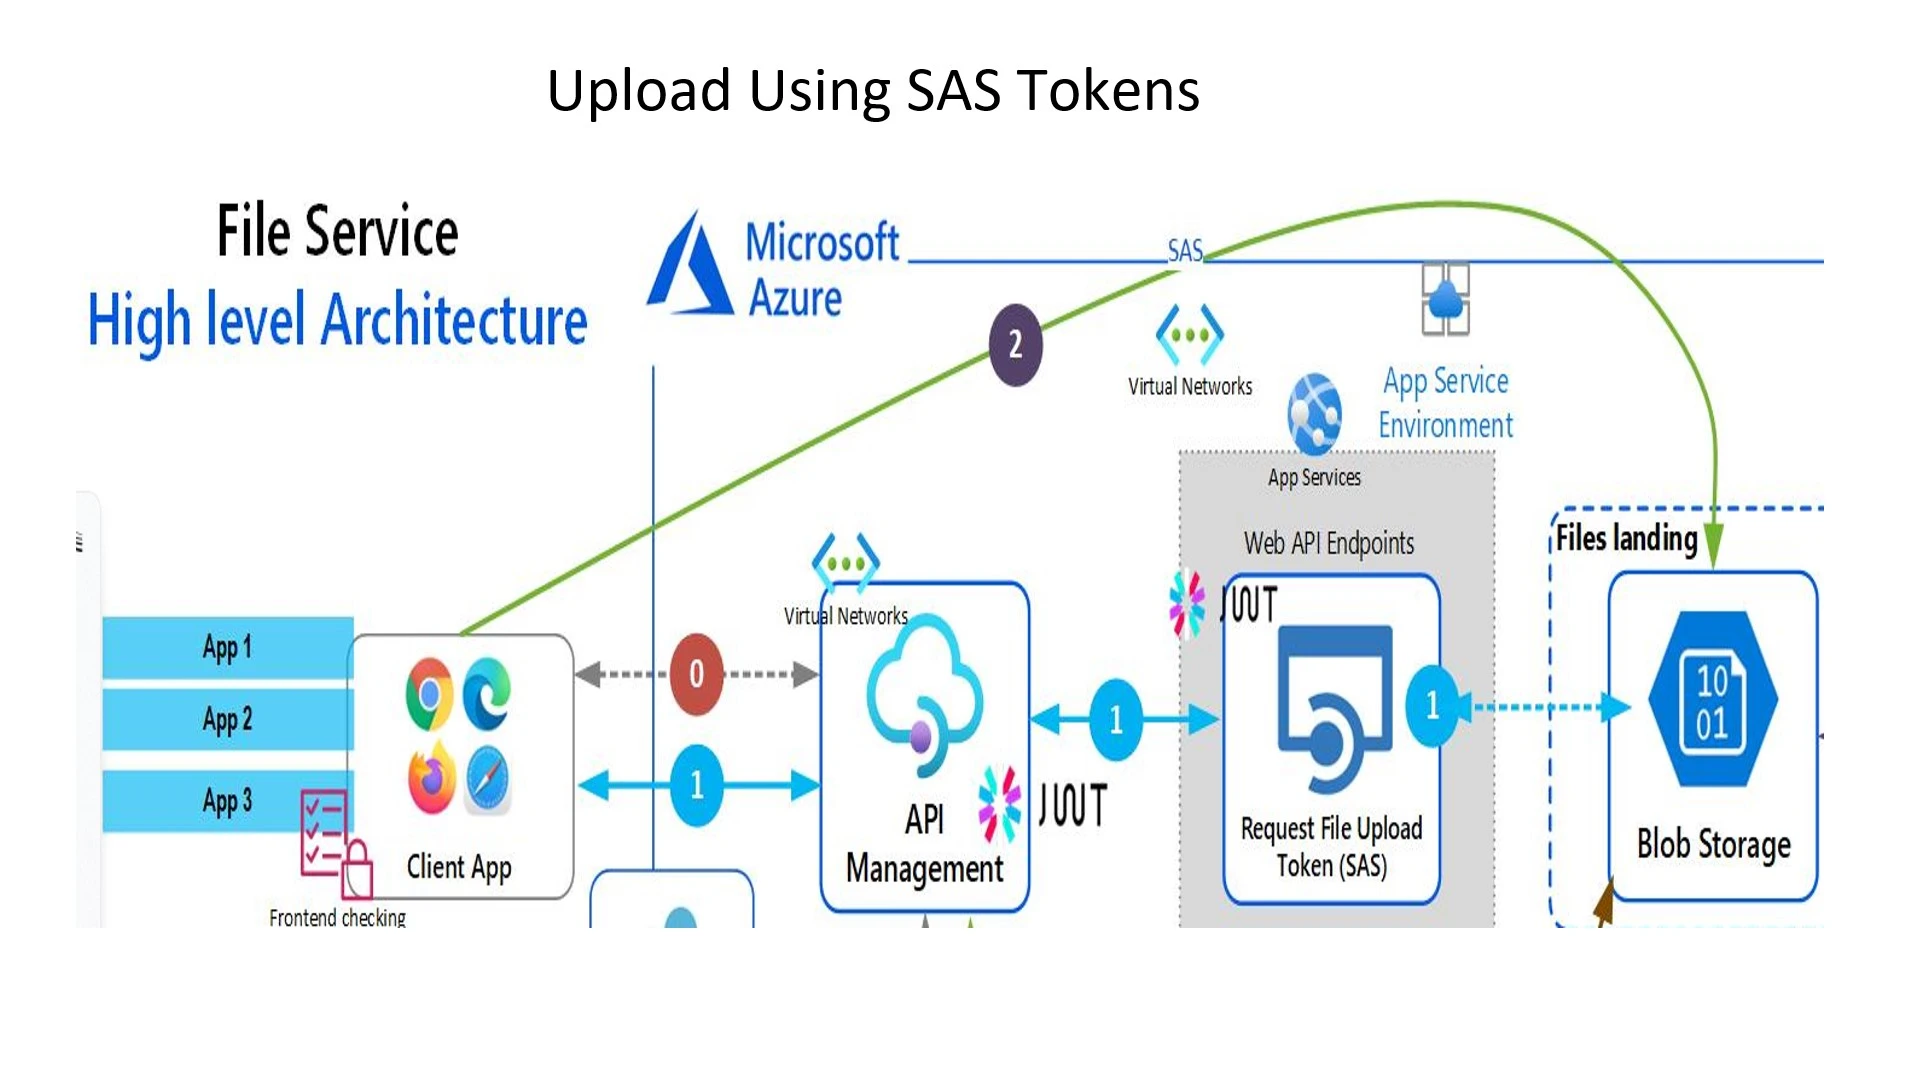 Upload Using SAS Tokens
File Service
High level Architecture
Microsoft
Azure
SAS
2
Virtual Networks
App Service
Environment
App Services
Web API Endpoints
Files landing
Virtual Networks
JWT
App 1
App 2
App 3
0
1
1
1
10
01
JWT
API
Management
Request File Upload
Token (SAS)
Blob Storage
Client App
Frontend checking